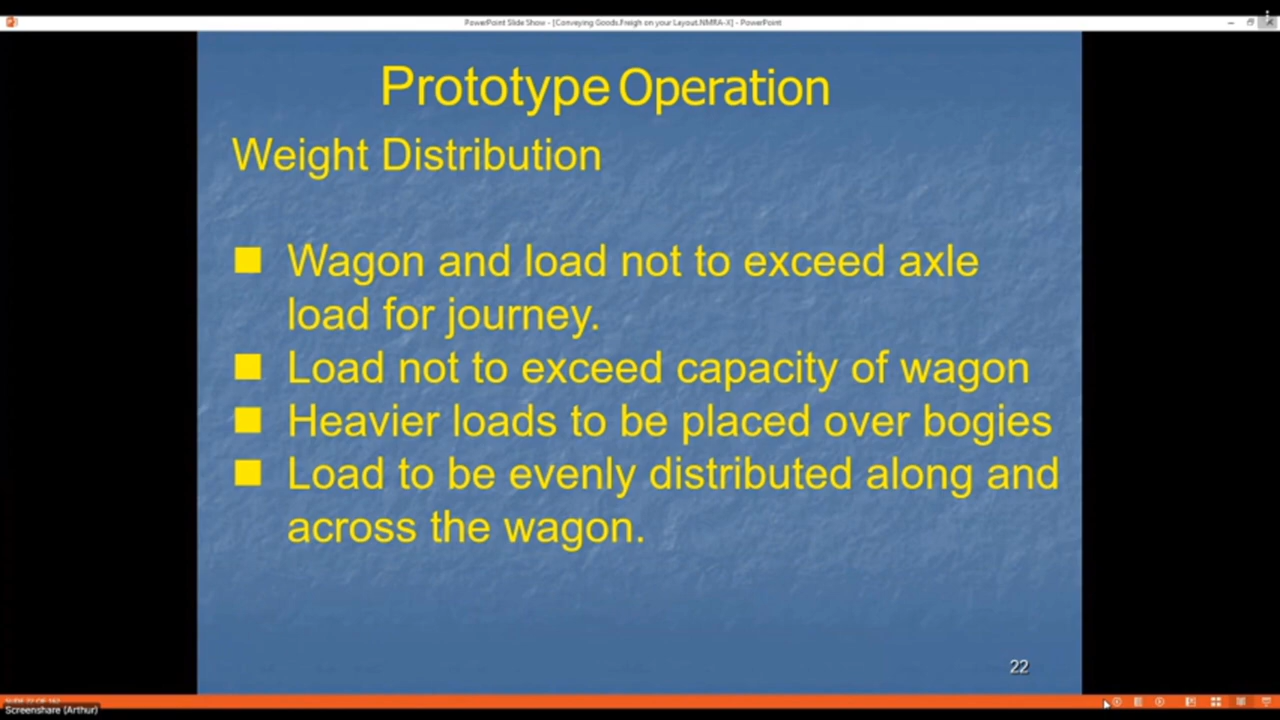 PowerPoint Slide Show - [Conveying Goods.Freigh on your Layout.NMRA-X] - PowerPoint
Prototype Operation
Weight Distribution
Wagon and load not to exceed axle
load for journey.
Load not to exceed capacity of wagon
Heavier loads to be placed over bogies
Load to be evenly distributed along and
across the wagon.
22
Screenshare (Arthur)